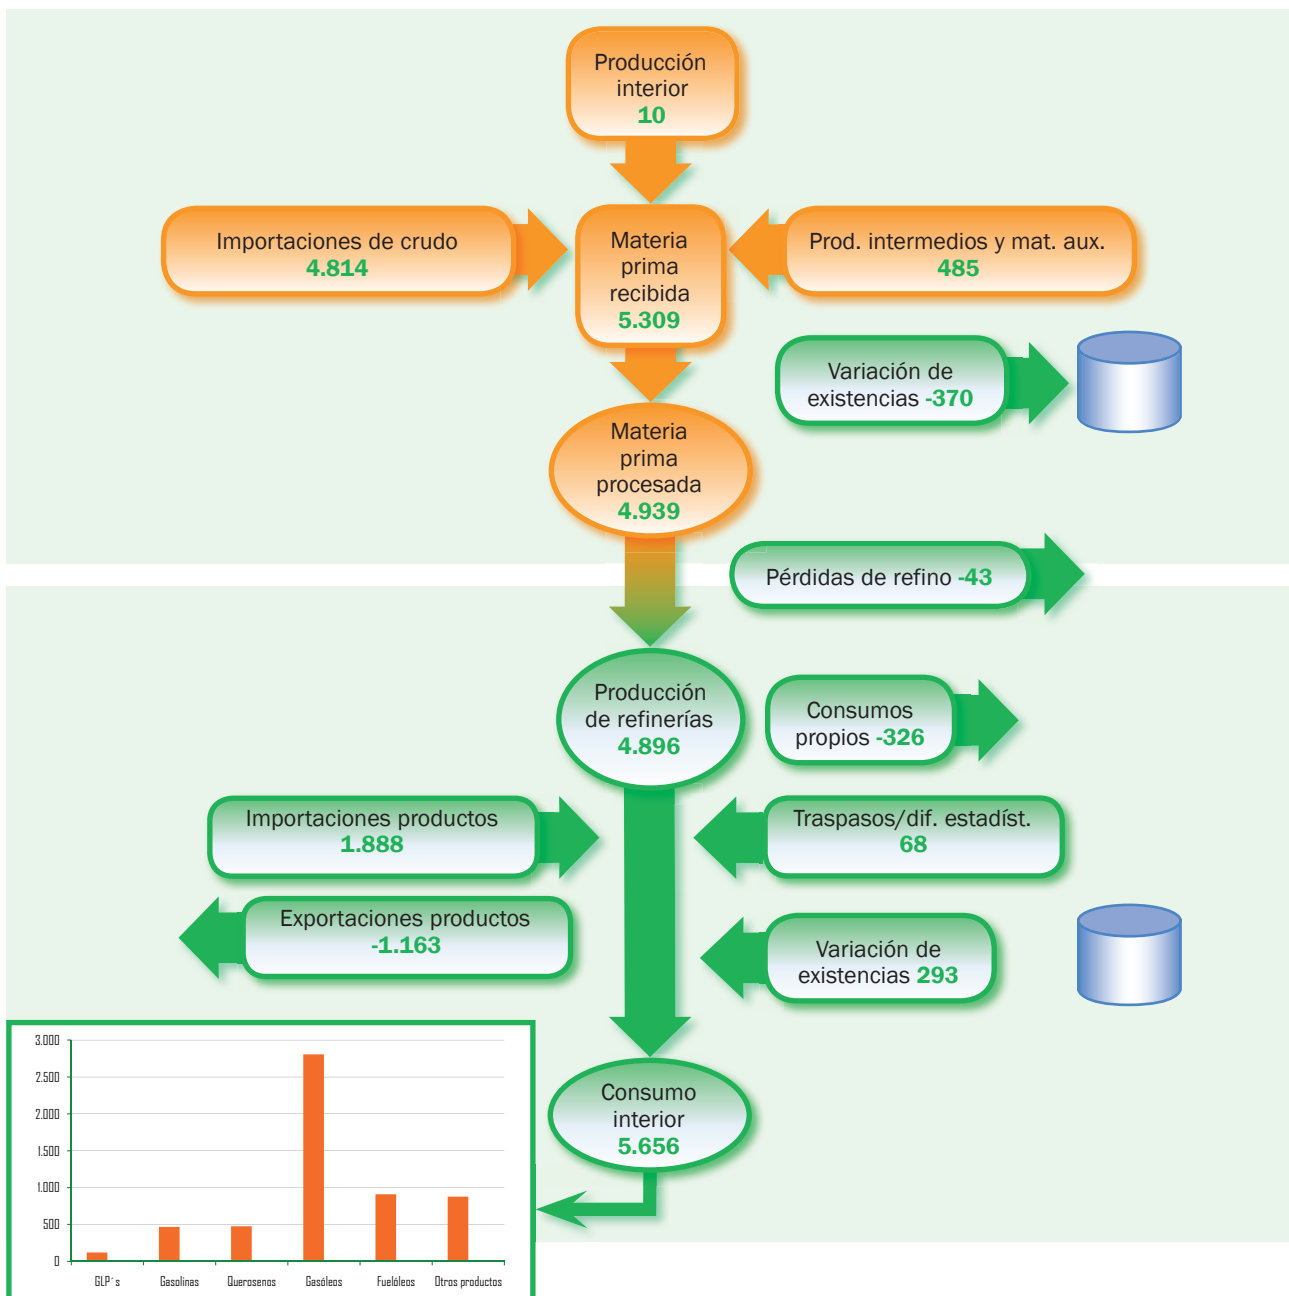 Producción
interior
10
Importaciones de crudo
4.814
Materia
prima
recibida
5.309
Prod. intermedios y mat. aux.
485
Variación de
existencias -370
Materia
prima
procesada
4.939
Pérdidas de refino -43
Producción
de refinerías
4.896
Consumos
propios -326
Importaciones productos
1.888
Traspasos/dif. estadíst.
68
Exportaciones productos
-1.163
Variación de
existencias 293
Consumo
interior
5.656
3.000
2.500
2.000
1.500
1.000
500
0
GLP´s Gasolinas Querosenos Gasóleos Fuelóleos Otros productos